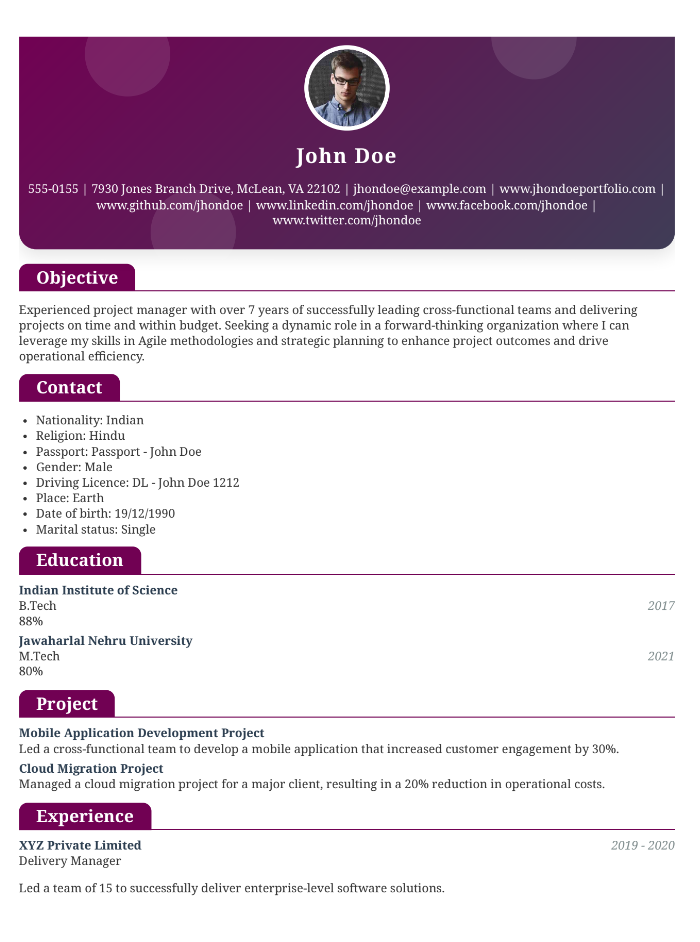 John Doe
555-0155 | 7930 Jones Branch Drive, McLean, VA 22102 | jhondoe@example.com | www.jhondoeportfolio.com |
www.github.com/jhondoe | www.linkedin.com/jhondoe | www.facebook.com/jhondoe |
www.twitter.com/jhondoe
Objective
Experienced project manager with over 7 years of successfully leading cross-functional teams and delivering
projects on time and within budget. Seeking a dynamic role in a forward-thinking organization where I can
leverage my skills in Agile methodologies and strategic planning to enhance project outcomes and drive
operational efficiency.
Contact
• Nationality: Indian
• Religion: Hindu
• Passport: Passport - John Doe
• Gender: Male
• Driving Licence: DL - John Doe 1212
• Place: Earth
• Date of birth: 19/12/1990
• Marital status: Single
Education
Indian Institute of Science
B.Tech 2017
88%
Jawaharlal Nehru University
M.Tech 2021
80%
Project
Mobile Application Development Project
Led a cross-functional team to develop a mobile application that increased customer engagement by 30%.
Cloud Migration Project
Managed a cloud migration project for a major client, resulting in a 20% reduction in operational costs.
Experience
XYZ Private Limited 2019 - 2020
Delivery Manager
Led a team of 15 to successfully deliver enterprise-level software solutions.